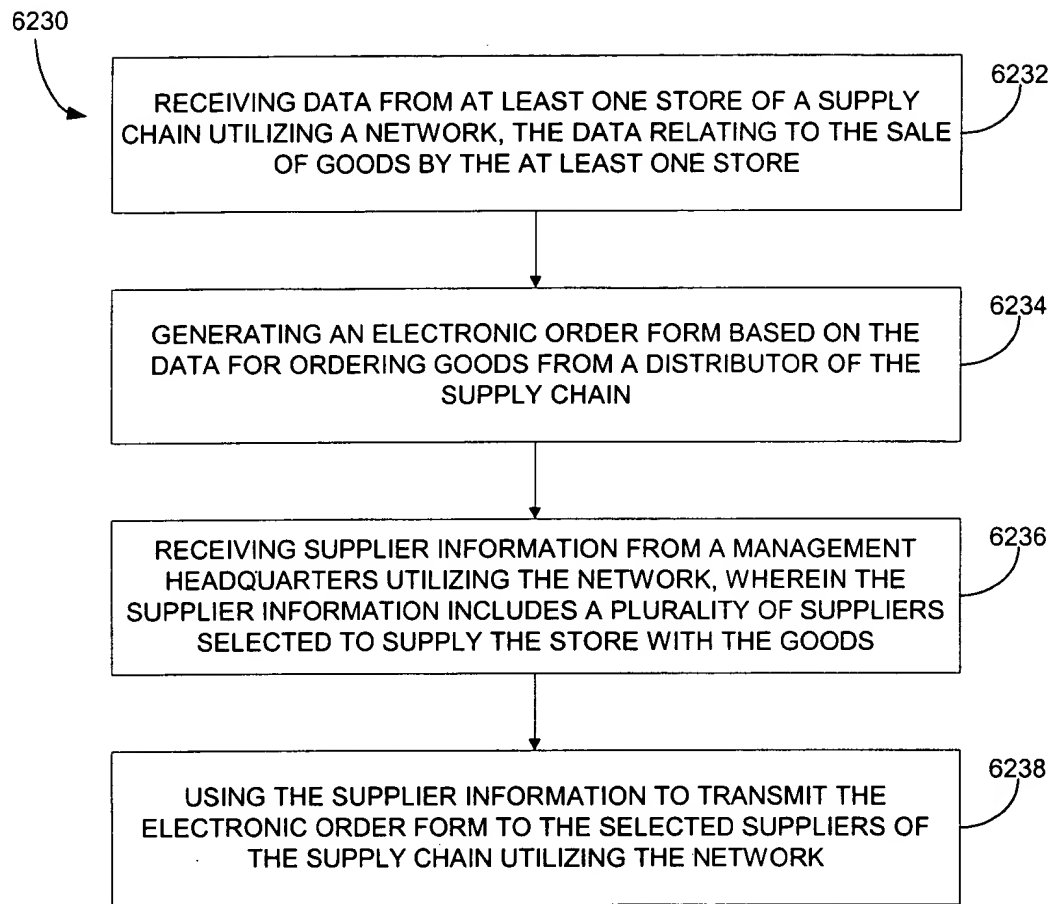 6230
6232
RECEIVING DATA FROM AT LEAST ONE STORE OF A SUPPLY
CHAIN UTILIZING A NETWORK, THE DATA RELATING TO THE SALE
OF GOODS BY THE AT LEAST ONE STORE
6234
GENERATING AN ELECTRONIC ORDER FORM BASED ON THE
DATA FOR ORDERING GOODS FROM A DISTRIBUTOR OF THE
SUPPLY CHAIN
6236
RECEIVING SUPPLIER INFORMATION FROM A MANAGEMENT
HEADQUARTERS UTILIZING THE NETWORK, WHEREIN THE
SUPPLIER INFORMATION INCLUDES A PLURALITY OF SUPPLIERS
SELECTED TO SUPPLY THE STORE WITH THE GOODS
6238
USING THE SUPPLIER INFORMATION TO TRANSMIT THE
ELECTRONIC ORDER FORM TO THE SELECTED SUPPLIERS OF
THE SUPPLY CHAIN UTILIZING THE NETWORK